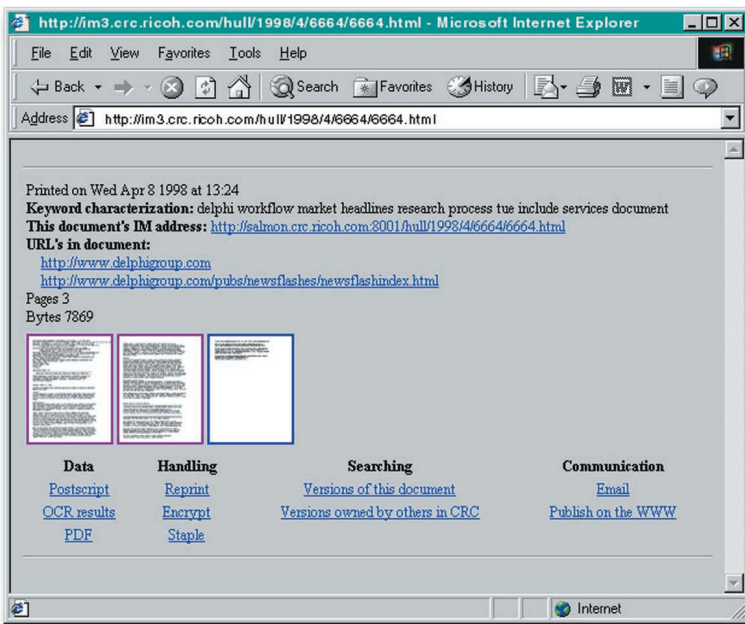 http://im3.crc.ricoh.com/hull/1998/4/6664/6664.html - Microsoft Internet Explorer
File Edit View Favorites Tools Help
Back Search Favorites History
Address http://im3.crc.ricoh.com/hull/1998/4/6664/6664.html
Printed on Wed Apr 8 1998 at 13:24
Keyword characterization: delphi workflow market headlines research process tue include services document
This document's IM address: http://salmon.crc.ricoh.com:8001/hull/1998/4/6664/6664.html
URL's in document:
http://www.delphigroup.com
http://www.delphigroup.com/pubs/newsflashes/newsflashindex.html
Pages 3
Bytes 7869
Data Handling Searching Communication
Postscript Reprint Versions of this document Email
OCR results Encrypt Versions owned by others in CRC Publish on the WWW
PDF Staple
Internet